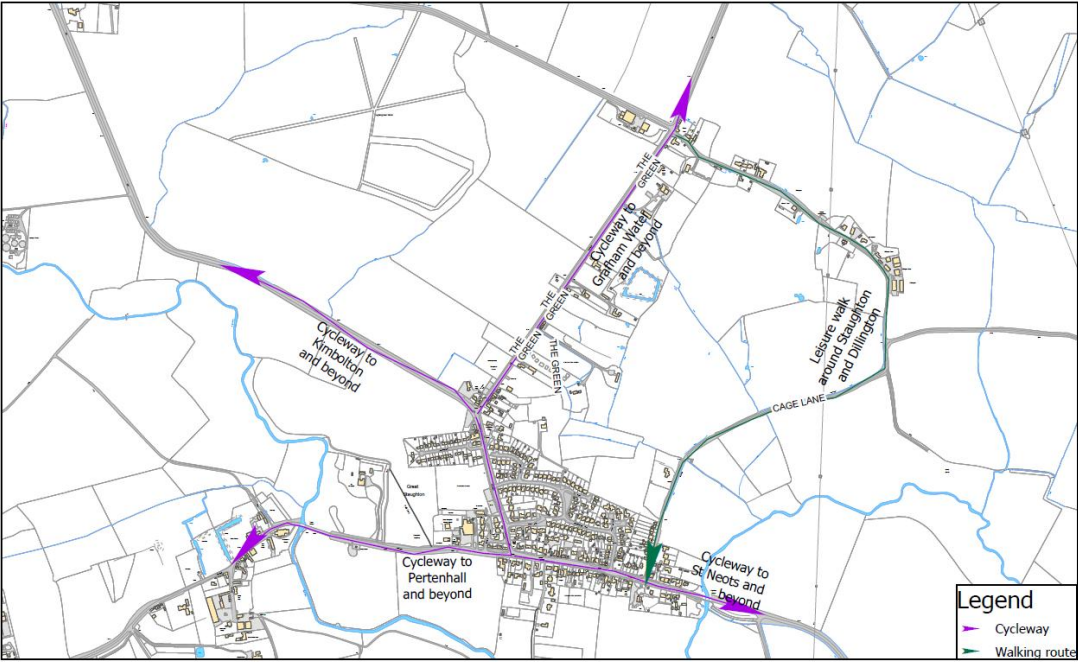 THE
GREEN
Cycleway to
Grafham Water
and beyond
THE
GREEN
THE
GREEN
THE GREEN
Cycleway to
Kimbolton
and beyond
Leisure walk
around Staughton
and Dillington
CAGE LANE
Great
Staughton
Cycleway to
Pertenhall
and beyond
Cycleway to
St Neots and
beyond
Legend
Cycleway
Walking route